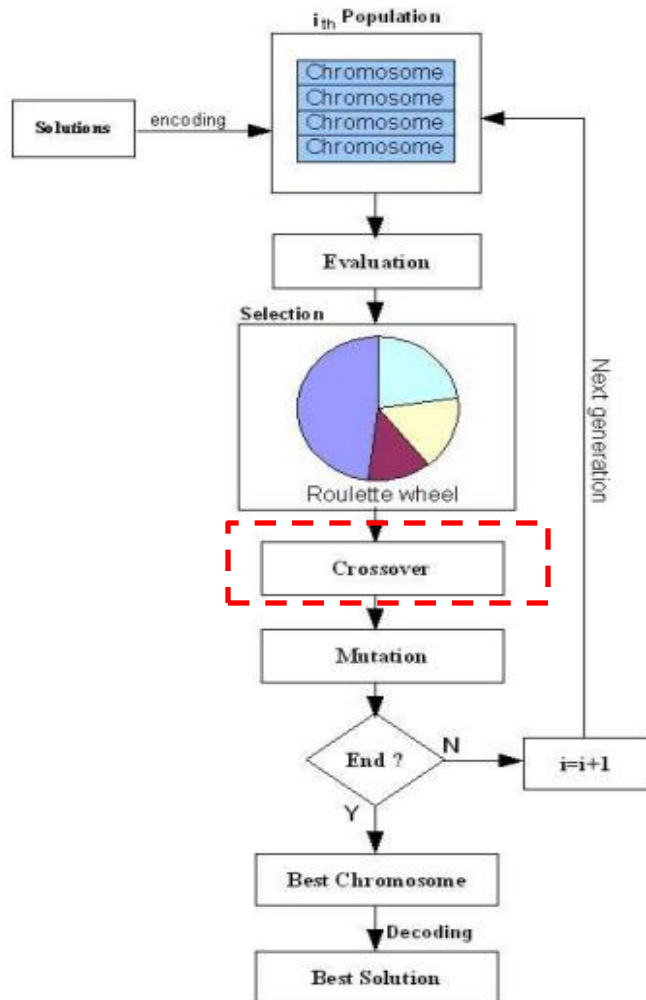 i th Population
Chromosome
Chromosome
Chromosome
Chromosome
Solutions
encoding
Evaluation
Selection
Roulette wheel
Next generation
Crossover
Mutation
End ?
N
i=i+1
Y
Best Chromosome
Decoding
Best Solution